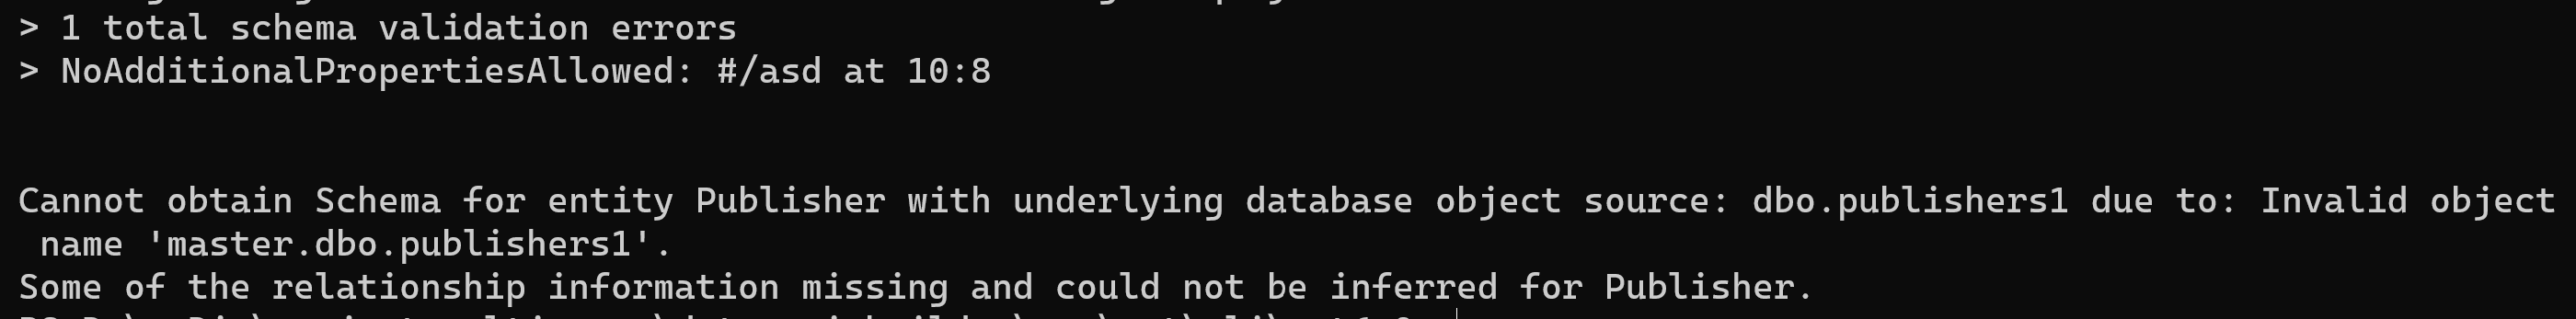 > 1 total schema validation errors
> NoAdditionalPropertiesAllowed: #/asd at 10:8
Cannot obtain Schema for entity Publisher with underlying database object source: dbo.publishers1 due to: Invalid object
name 'master.dbo.publishers1'.
Some of the relationship information missing and could not be inferred for Publisher.